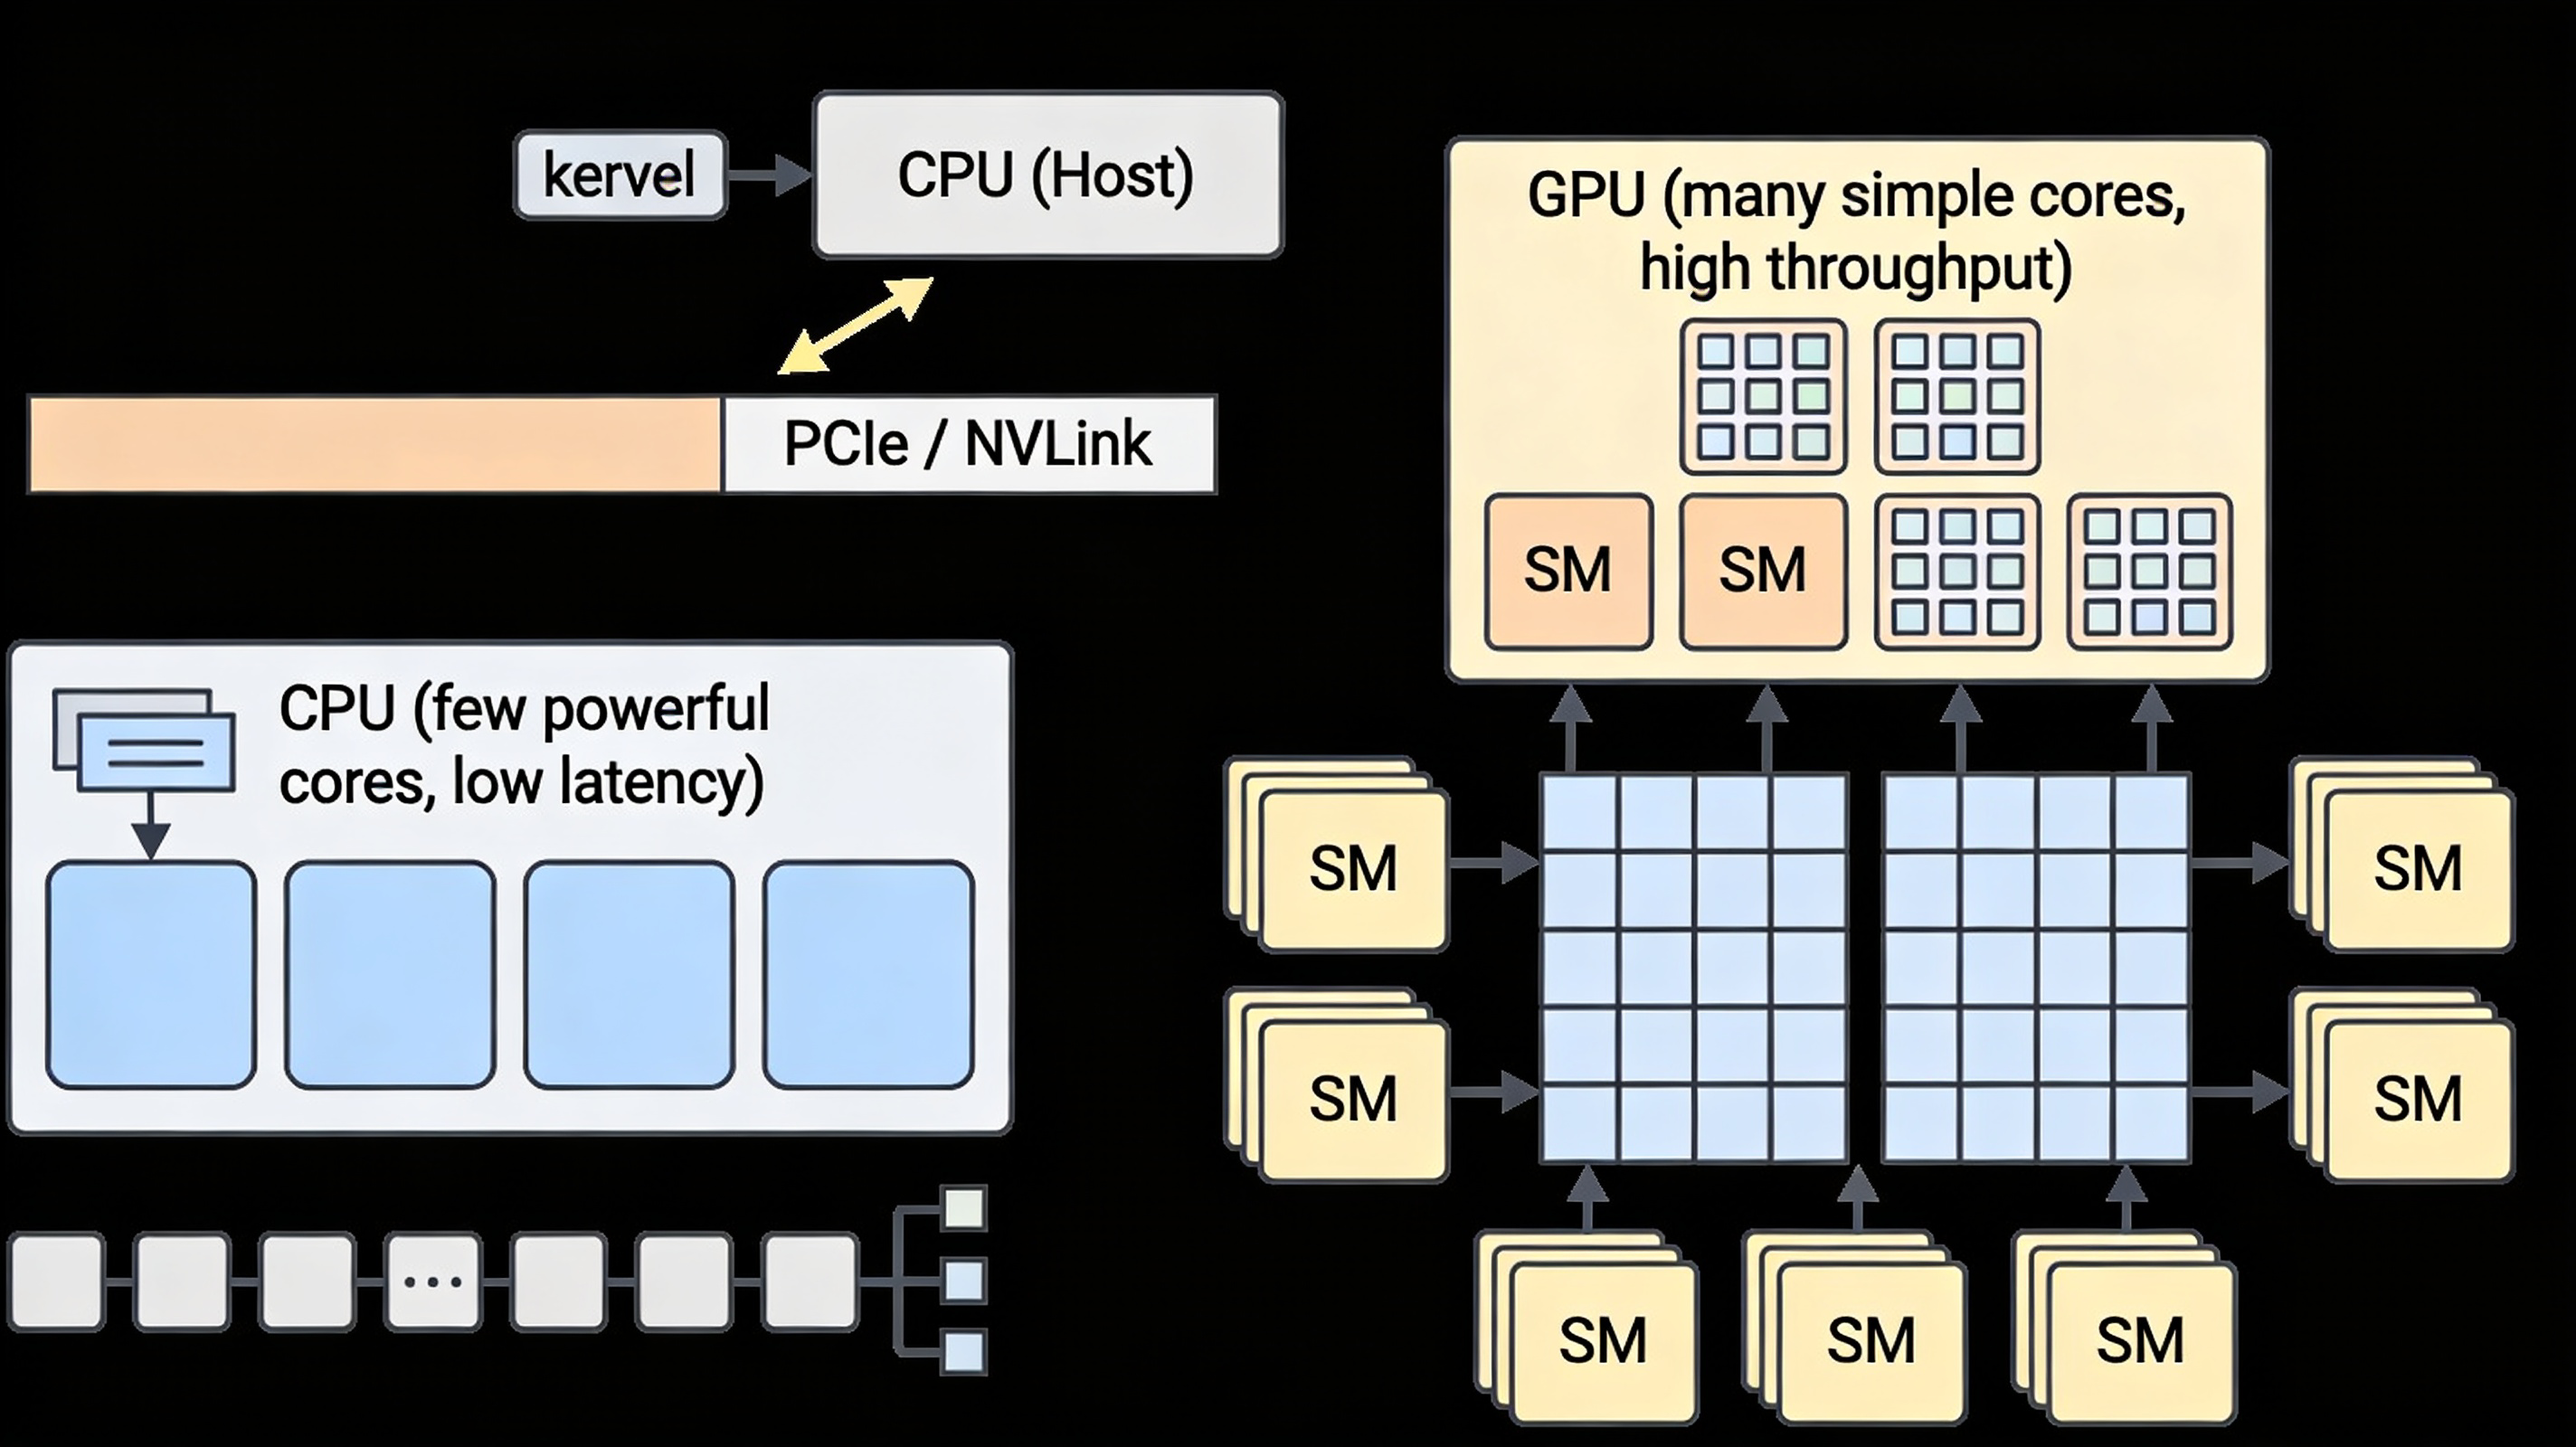 kervel
CPU (Host)
PCIe / NVLink
CPU (few powerful
cores, low latency)
...
GPU (many simple cores,
high throughput)
SM
SM
SM
SM
SM
SM
SM
SM
SM